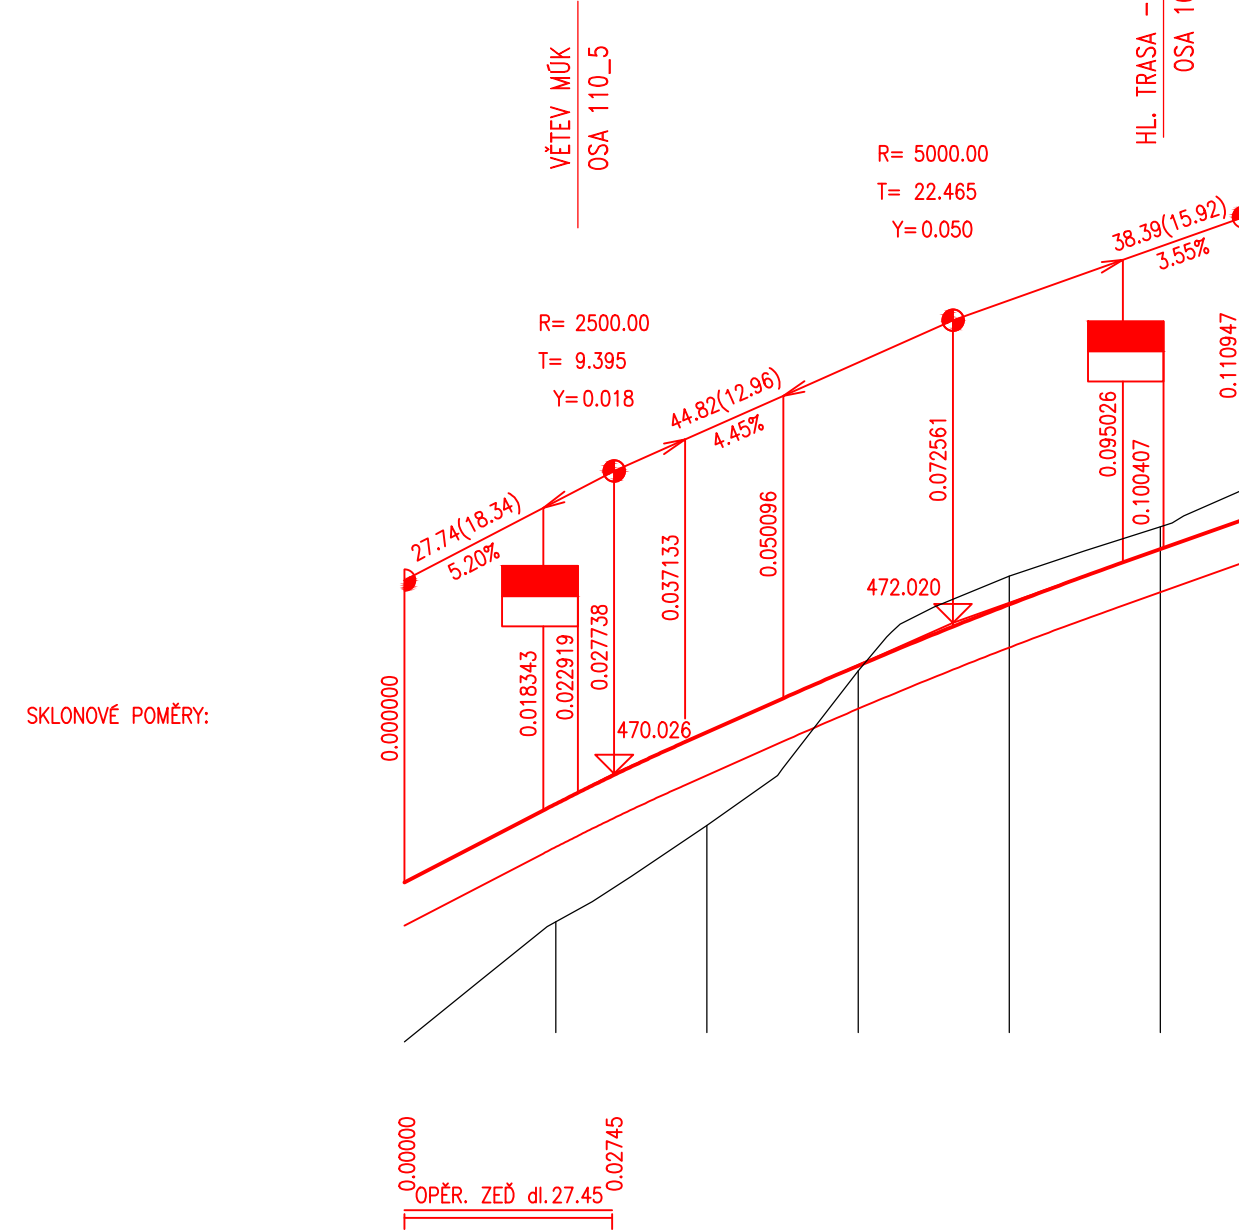 VĚTEV MÚK
OSA 110_5
HL. TRASA -
R= 5000.00
T= 22.465
Y=0.050
38.39(15.92)
3.55%
R= 2500.00
T= 9.395
Y=0.018
44.82(12.96)
4.45%
27.74(18.34)
5.20%
0.000000
0.018343
0.022919
0.027738
470.026
0.037133
0.050096
0.072561
472.020
0.095026
0.100407
0.110947
SKLONOVÉ POMĚRY:
0.00000
0.02745
OPĚR. ZEĎ dl.27.45
OSA